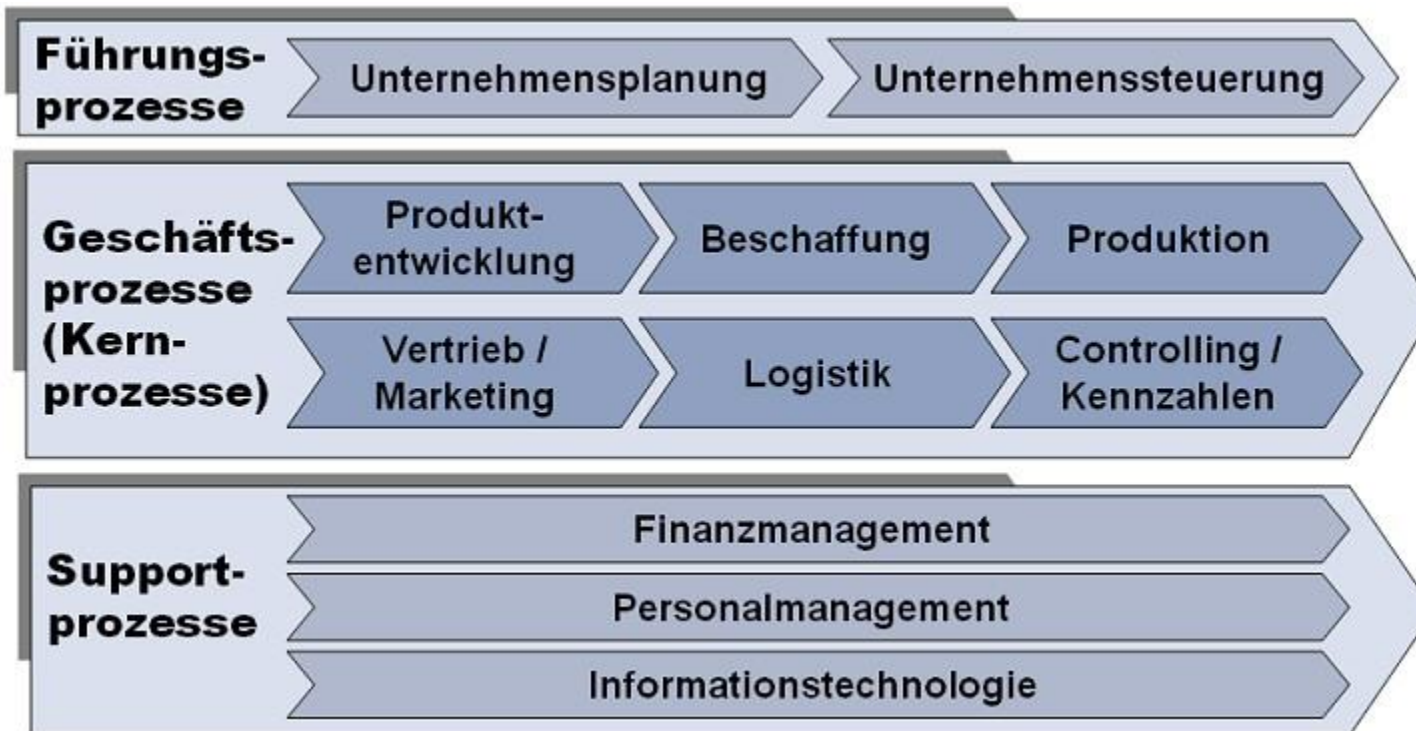 Führungs-
prozesse
Unternehmensplanung
Unternehmenssteuerung
Geschäfts-
prozesse
(Kern-
prozesse)
Produkt-
entwicklung
Beschaffung
Produktion
Vertrieb /
Marketing
Logistik
Controlling /
Kennzahlen
Support-
prozesse
Finanzmanagement
Personalmanagement
Informationstechnologie